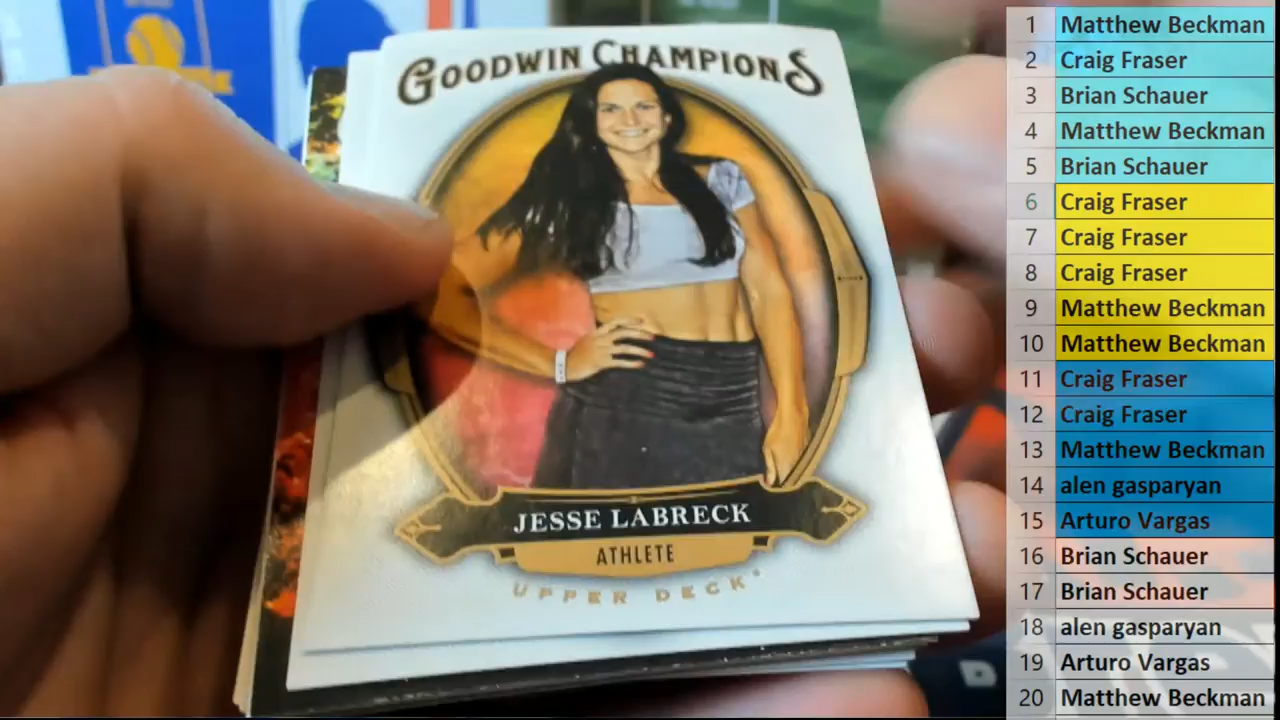 GOODWIN CHAMPIONS
JESSE LABRECK
ATHLETE
UPPER DECK
1 Matthew Beckman
2 Craig Fraser
3 Brian Schauer
4 Matthew Beckman
5 Brian Schauer
6 Craig Fraser
7 Craig Fraser
8 Craig Fraser
9 Matthew Beckman
10 Matthew Beckman
11 Craig Fraser
12 Craig Fraser
13 Matthew Beckman
14 alen gasparyan
15 Arturo Vargas
16 Brian Schauer
17 Brian Schauer
18 alen gasparyan
19 Arturo Vargas
20 Matthew Beckman